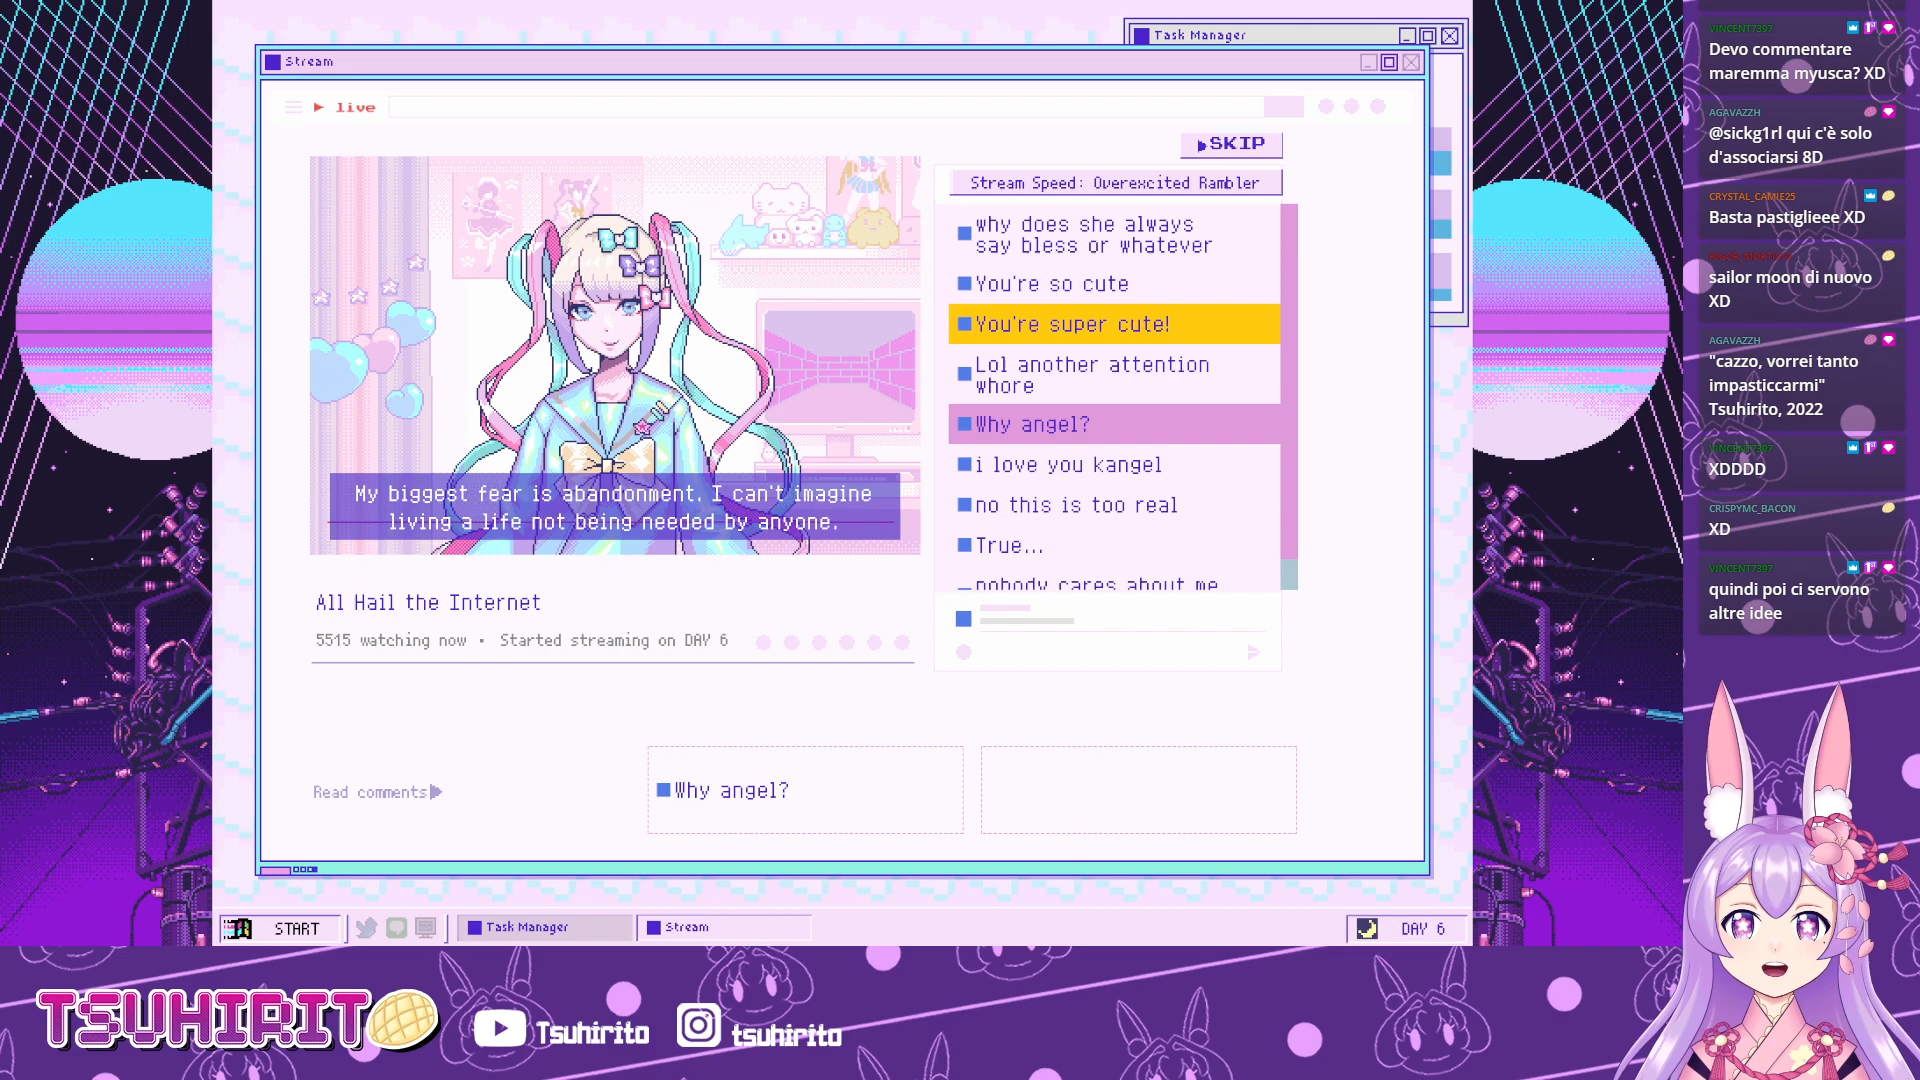 Task Manager
Stream
live
SKIP
Stream Speed: Overexcited Rambler
why does she always
say bless or whatever
You're so cute
You're super cute!
Lol another attention
whore
Why angel?
i love you kangel
no this is too real
True...
nobody cares about me
My biggest fear is abandonment. I can't imagine
living a life not being needed by anyone.
All Hail the Internet
5515 watching now • Started streaming on DAY 6
Read comments
Why angel?
START
Task Manager
Stream
DAY 6
VINCENT7397
Devo commentare
maremma myusca? XD
AGAVAZZH
@sickg1rl qui c'è solo
d'associarsi 8D
CRYSTAL_CAMIE25
Basta pastiglieee XD
sailor moon di nuovo
XD
AGAVAZZH
"cazzo, vorrei tanto
impasticcarmi"
Tsuhirito, 2022
VINCENT7397
XDDDD
CRISPYMC_BACON
XD
VINCENT7397
quindi poi ci servono
altre idee
TSUHIRIT
Tsuhirito
tsuhirito